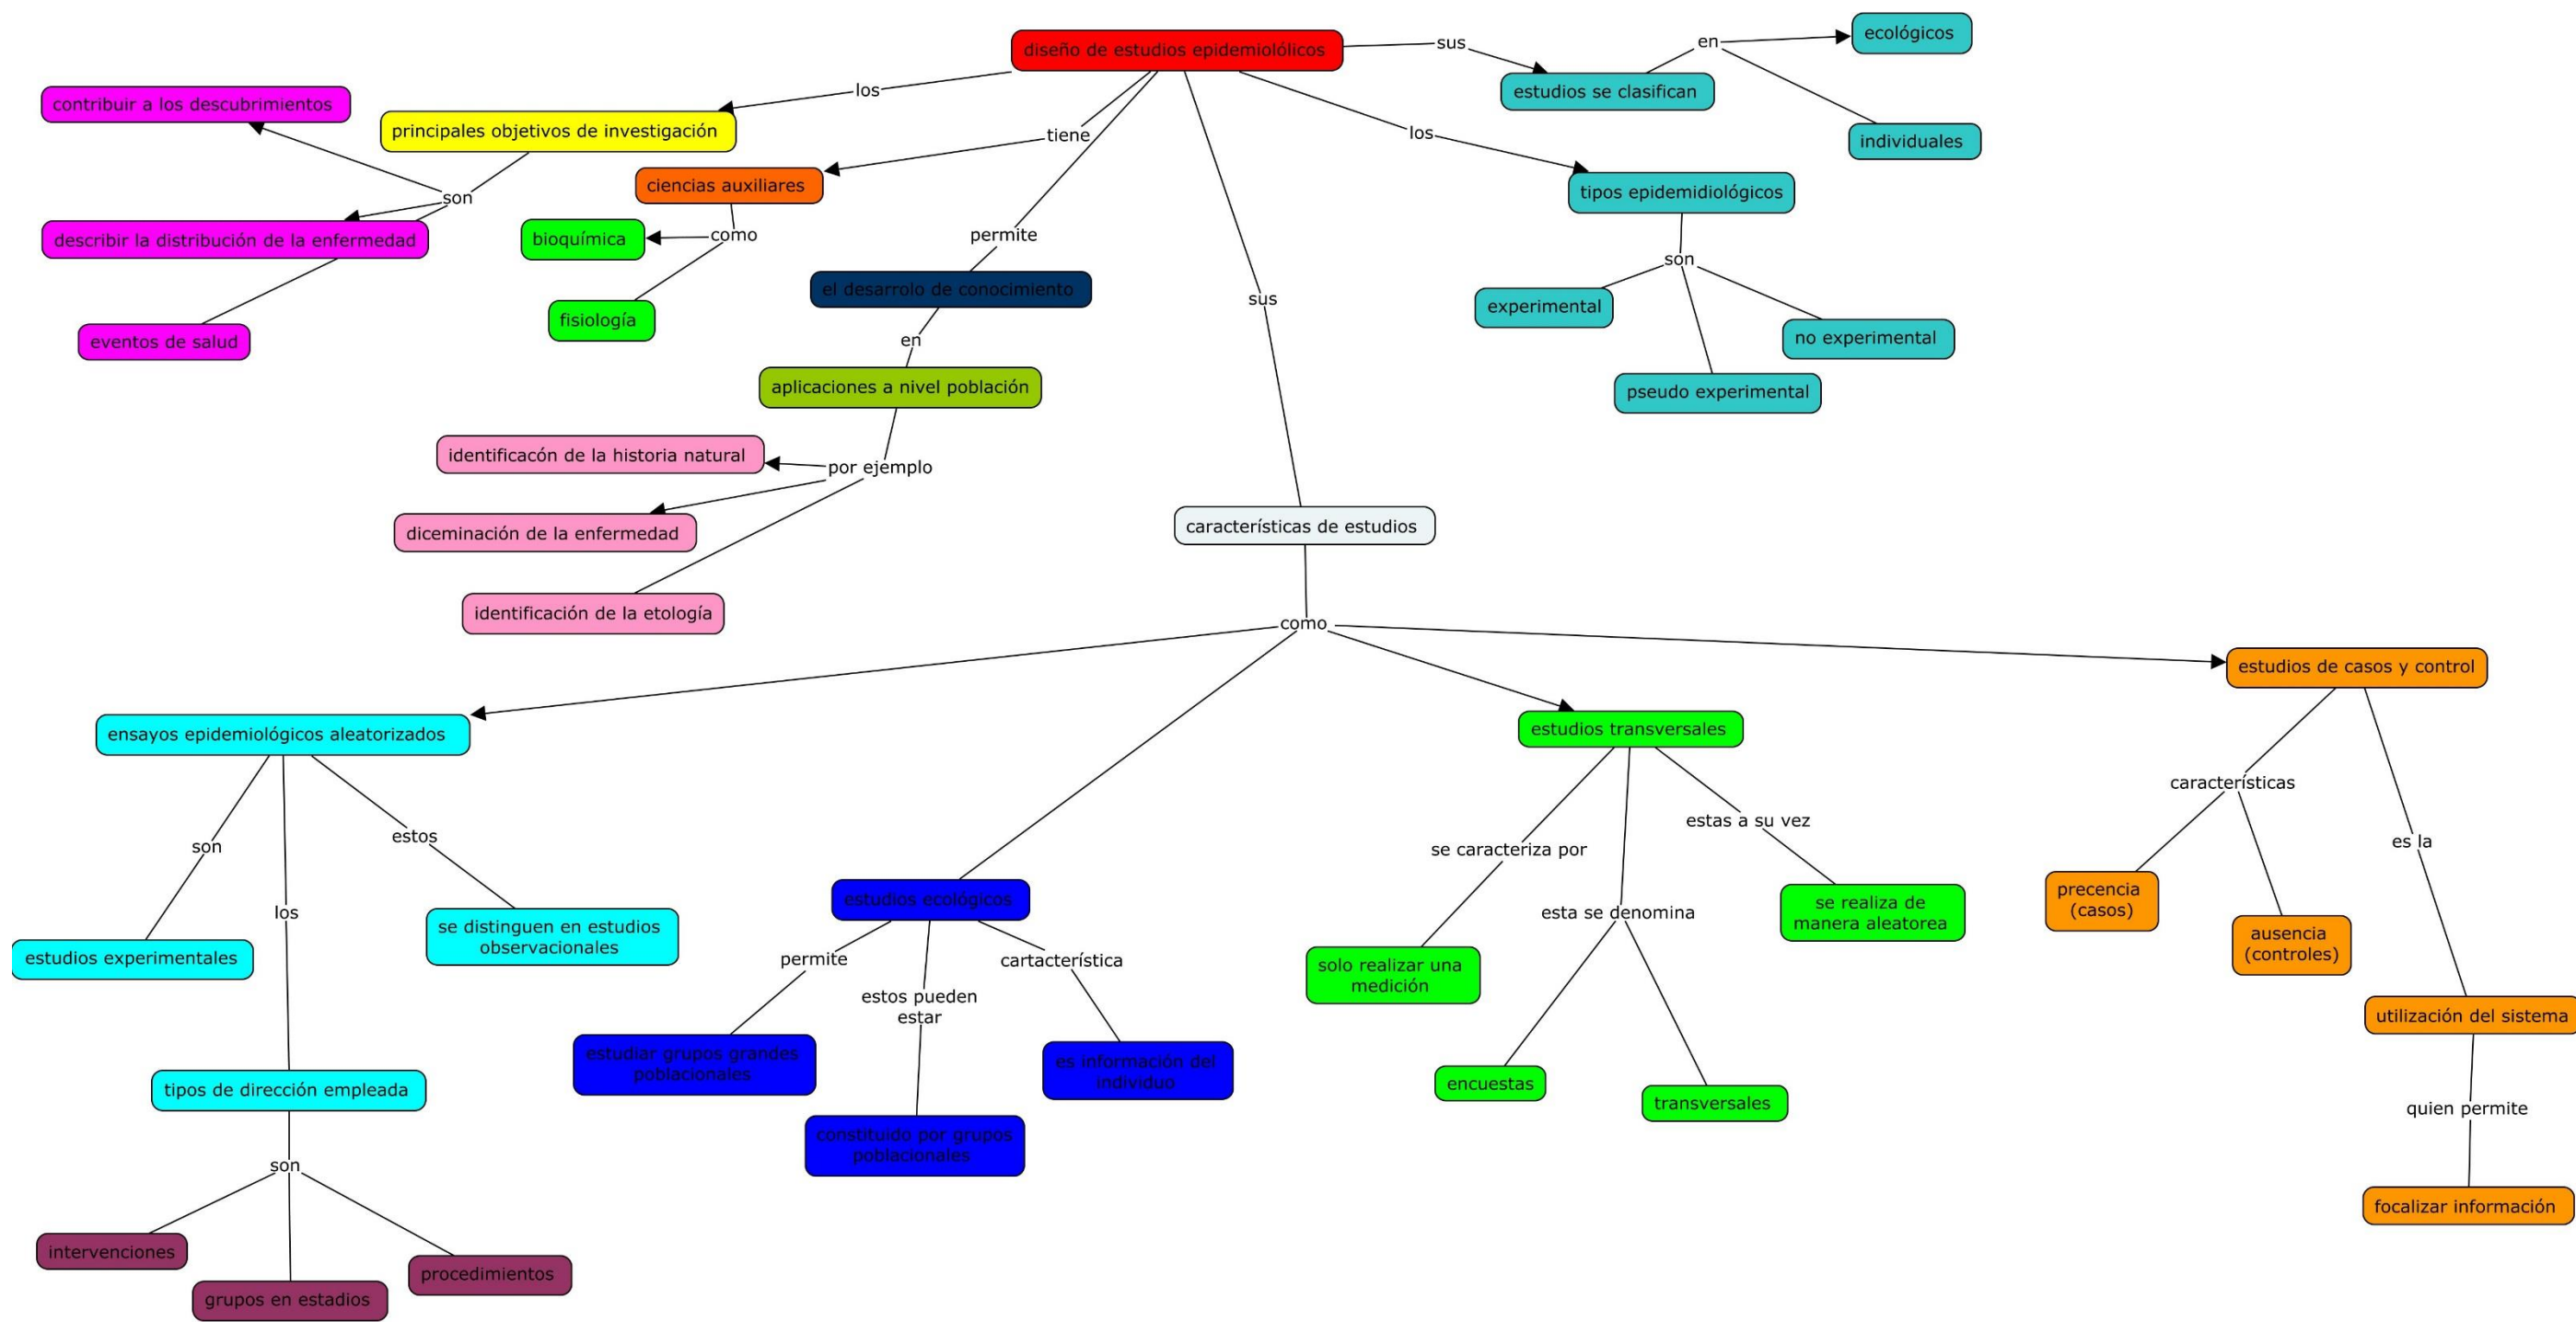 diseño de estudios epidemiolólicos
sus
estudios se clasifican
en
ecológicos
individuales
los
principales objetivos de investigación
son
contribuir a los descubrimientos
describir la distribución de la enfermedad
eventos de salud
tiene
ciencias auxiliares
como
bioquímica
fisiología
permite
el desarrolo de conocimiento
en
aplicaciones a nivel población
por ejemplo
identificacón de la historia natural
diceminación de la enfermedad
identificación de la etología
los
tipos epidemidiológicos
son
experimental
no experimental
pseudo experimental
sus
características de estudios
como
ensayos epidemiológicos aleatorizados
son
estudios experimentales
los
tipos de dirección empleada
son
intervenciones
grupos en estadios
procedimientos
estos
se distinguen en estudios
observacionales
estudios ecológicos
permite
estudiar grupos grandes
poblacionales
estos pueden
estar
constituido por grupos
poblacionales
cartacterística
es información del
individuo
estudios transversales
se caracteriza por
solo realizar una
medición
esta se denomina
encuestas
transversales
estas a su vez
se realiza de
manera aleatorea
estudios de casos y control
características
precencia
(casos)
ausencia
(controles)
es la
utilización del sistema
quien permite
focalizar información